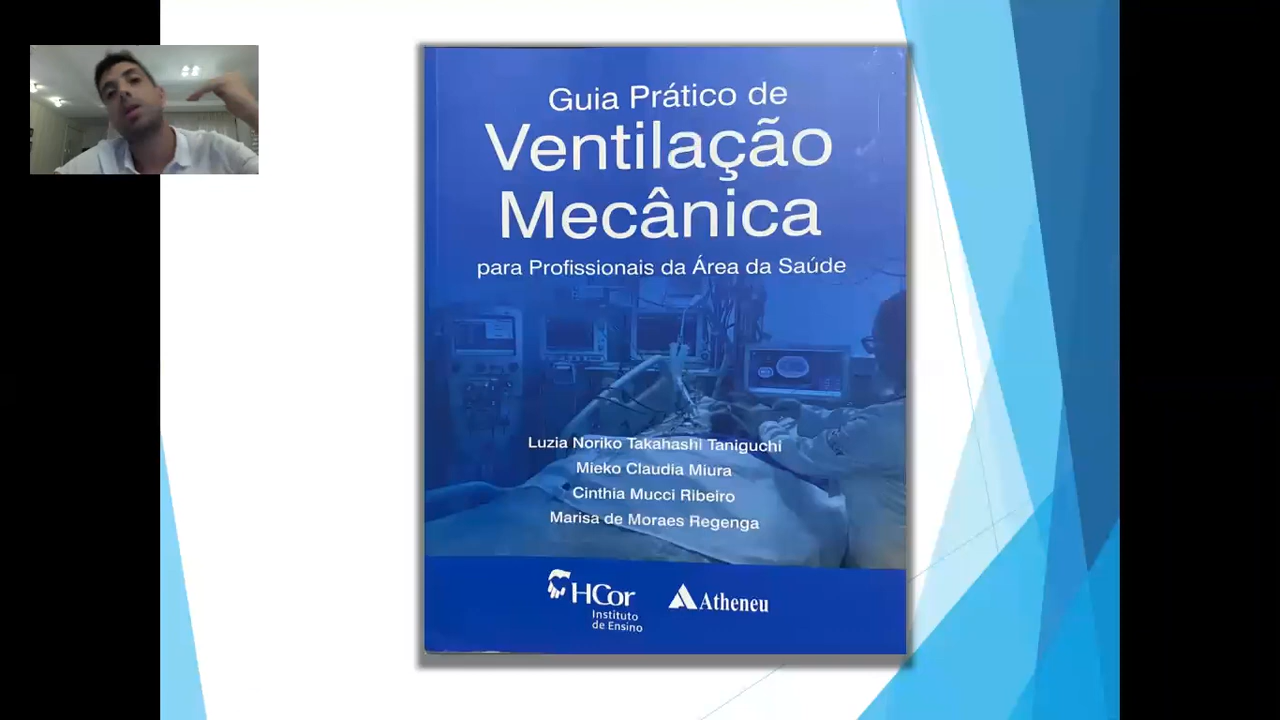 Guia Prático de
Ventilação
Mecânica
para Profissionais da Área da Saúde
Luzia Noriko Takahashi Taniguchi
Mieko Claudia Miura
Cinthia Mucci Ribeiro
Marisa de Moraes Regenga
HCor
Instituto
de Ensino
Atheneu